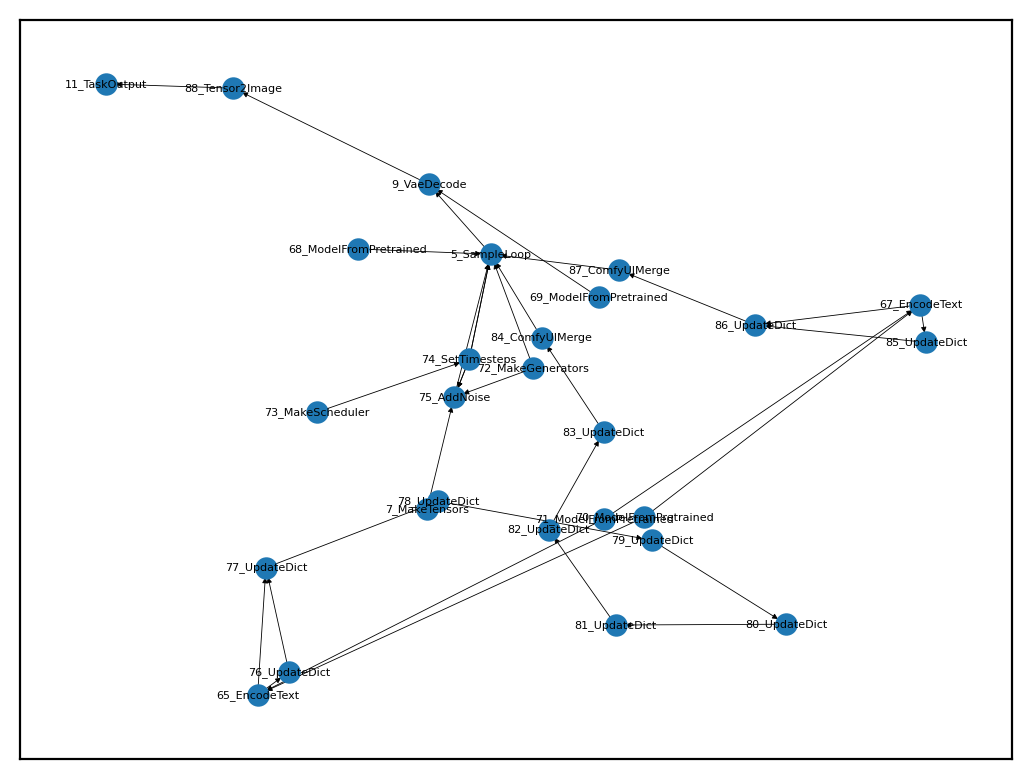 11_TaskOutput
88_Tensor2Image
9_VaeDecode
68_ModelFromPretrained
5_SampleLoop
87_ComfyUIMerge
69_ModelFromPretrained
67_EncodeText
86_UpdateDict
84_ComfyUIMerge
85_UpdateDict
74_SetTimesteps
72_MakeGenerators
75_AddNoise
73_MakeScheduler
83_UpdateDict
78_UpdateDict
7_MakeTensors
71_ModelFromPretrained
70_ModelFromPretrained
82_UpdateDict
79_UpdateDict
77_UpdateDict
81_UpdateDict
80_UpdateDict
76_UpdateDict
65_EncodeText